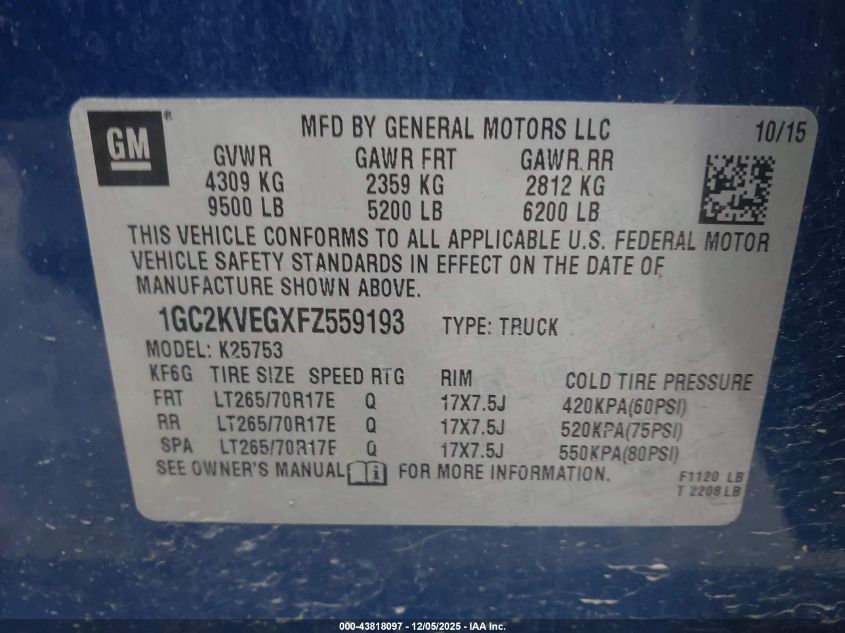 GM®
MFD BY GENERAL MOTORS LLC 10/15
GVWR GAWR FRT GAWR RR
4309 KG 2359 KG 2812 KG
9500 LB 5200 LB 6200 LB
THIS VEHICLE CONFORMS TO ALL APPLICABLE U.S. FEDERAL MOTOR
VEHICLE SAFETY STANDARDS IN EFFECT ON THE DATE OF
MANUFACTURE SHOWN ABOVE.
1GC2KVEGXFZ559193 TYPE: TRUCK
MODEL: K25753
KF6G TIRE SIZE SPEED RTG RIM COLD TIRE PRESSURE
FRT LT265/70R17E Q 17X7.5J 420KPA(60PSI)
RR LT265/70R17E Q 17X7.5J 520KPA(75PSI)
SPA LT265/70R17E Q 17X7.5J 550KPA(80PSI)
SEE OWNER'S MANUAL FOR MORE INFORMATION.
F1120 LB
T 2208 LB
000-43818097 - 12/05/2025 - IAA Inc.